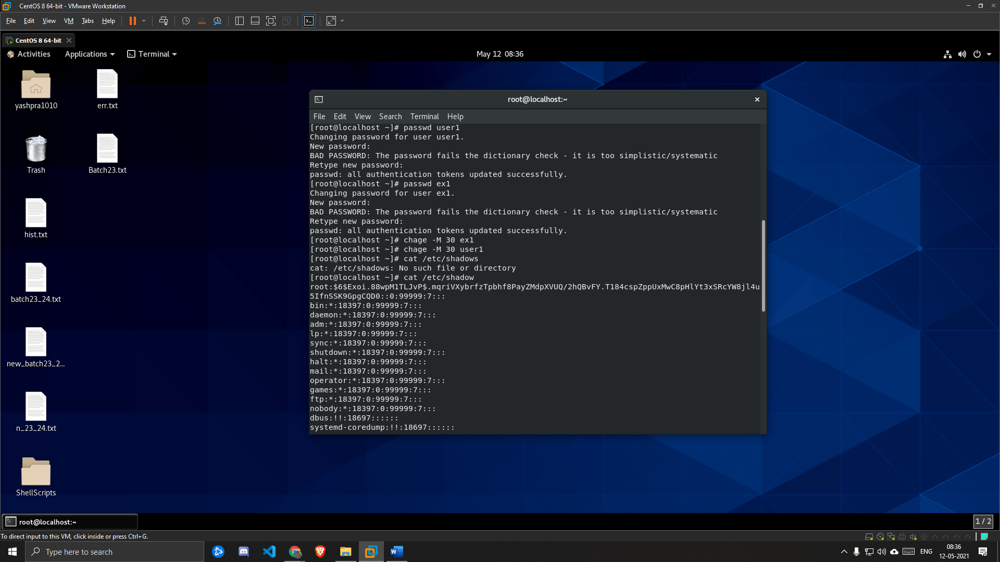 CentOS 8 64-bit - VMware Workstation
File Edit View VM Tabs Help
CentOS 8 64-bit
Activities Applications Terminal May 12 08:36
yashpra1010
err.txt
Trash
Batch23.txt
hist.txt
batch23_24.txt
new_batch23_2...
n_23_24.txt
ShellScripts
root@localhost:~
File Edit View Search Terminal Help
[root@localhost ~]# passwd user1
Changing password for user user1.
New password:
BAD PASSWORD: The password fails the dictionary check - it is too simplistic/systematic
Retype new password:
passwd: all authentication tokens updated successfully.
[root@localhost ~]# passwd ex1
Changing password for user ex1.
New password:
BAD PASSWORD: The password fails the dictionary check - it is too simplistic/systematic
Retype new password:
passwd: all authentication tokens updated successfully.
[root@localhost ~]# chage -M 30 ex1
[root@localhost ~]# chage -M 30 user1
[root@localhost ~]# cat /etc/shadows
cat: /etc/shadows: No such file or directory
[root@localhost ~]# cat /etc/shadow
root:$6$Exoi.88wpM1TLJvP$.mqriVXybrfzTpbhf8PayZMdpXVUQ/2hQBvFY.T184cspZppUxMwC8pHlYt3xSRcYW8jl4u
5IfnSSK9GpgCQD0::0:99999:7:::
bin:*:18397:0:99999:7:::
daemon:*:18397:0:99999:7:::
adm:*:18397:0:99999:7:::
lp:*:18397:0:99999:7:::
sync:*:18397:0:99999:7:::
shutdown:*:18397:0:99999:7:::
halt:*:18397:0:99999:7:::
mail:*:18397:0:99999:7:::
operator:*:18397:0:99999:7:::
games:*:18397:0:99999:7:::
ftp:*:18397:0:99999:7:::
nobody:*:18397:0:99999:7:::
dbus:!!:18697::::::
systemd-coredump:!!:18697::::::
root@localhost:~
1 / 2
To direct input to this VM, click inside or press Ctrl+G.
Type here to search
ENG
08:36
12-05-2021